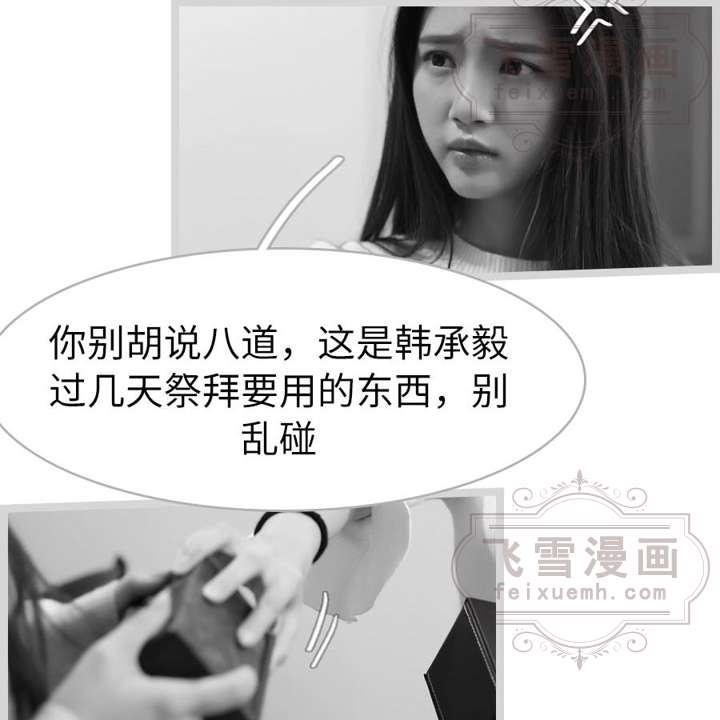 飞雪漫画
feixuemh.com
你别胡说八道，这是韩承毅
过几天祭拜要用的东西，别
乱碰
飞雪漫画
feixuemh.com